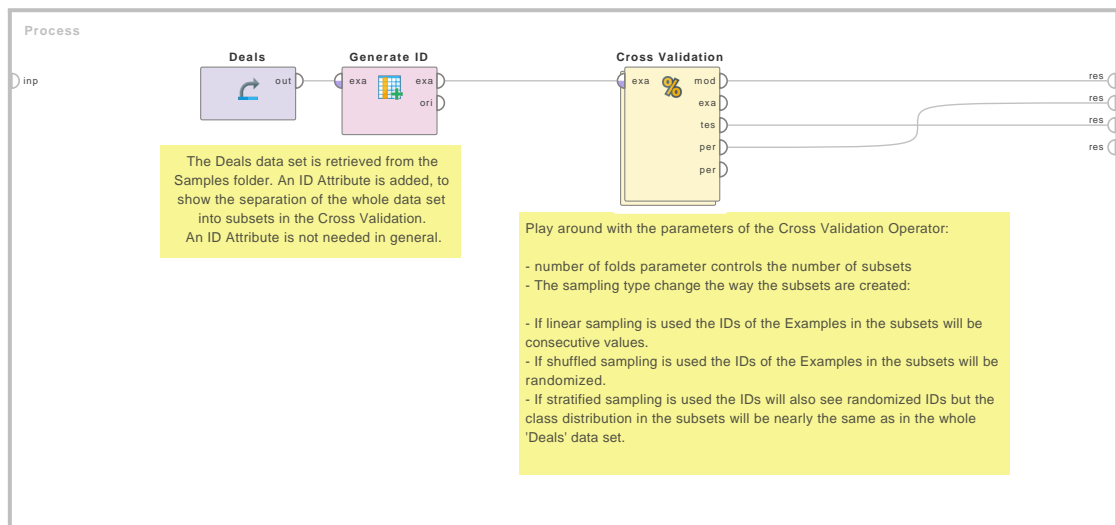 Process
inp
Deals
out
Generate ID
exa
exa
ori
Cross Validation
exa
%
mod
exa
tes
per
per
res
res
res
res
The Deals data set is retrieved from the
Samples folder. An ID Attribute is added, to
show the separation of the whole data set
into subsets in the Cross Validation.
An ID Attribute is not needed in general.
Play around with the parameters of the Cross Validation Operator:
- number of folds parameter controls the number of subsets
- The sampling type change the way the subsets are created:
- If linear sampling is used the IDs of the Examples in the subsets will be
consecutive values.
- If shuffled sampling is used the IDs of the Examples in the subsets will be
randomized.
- If stratified sampling is used the IDs will also see randomized IDs but the
class distribution in the subsets will be nearly the same as in the whole
'Deals' data set.